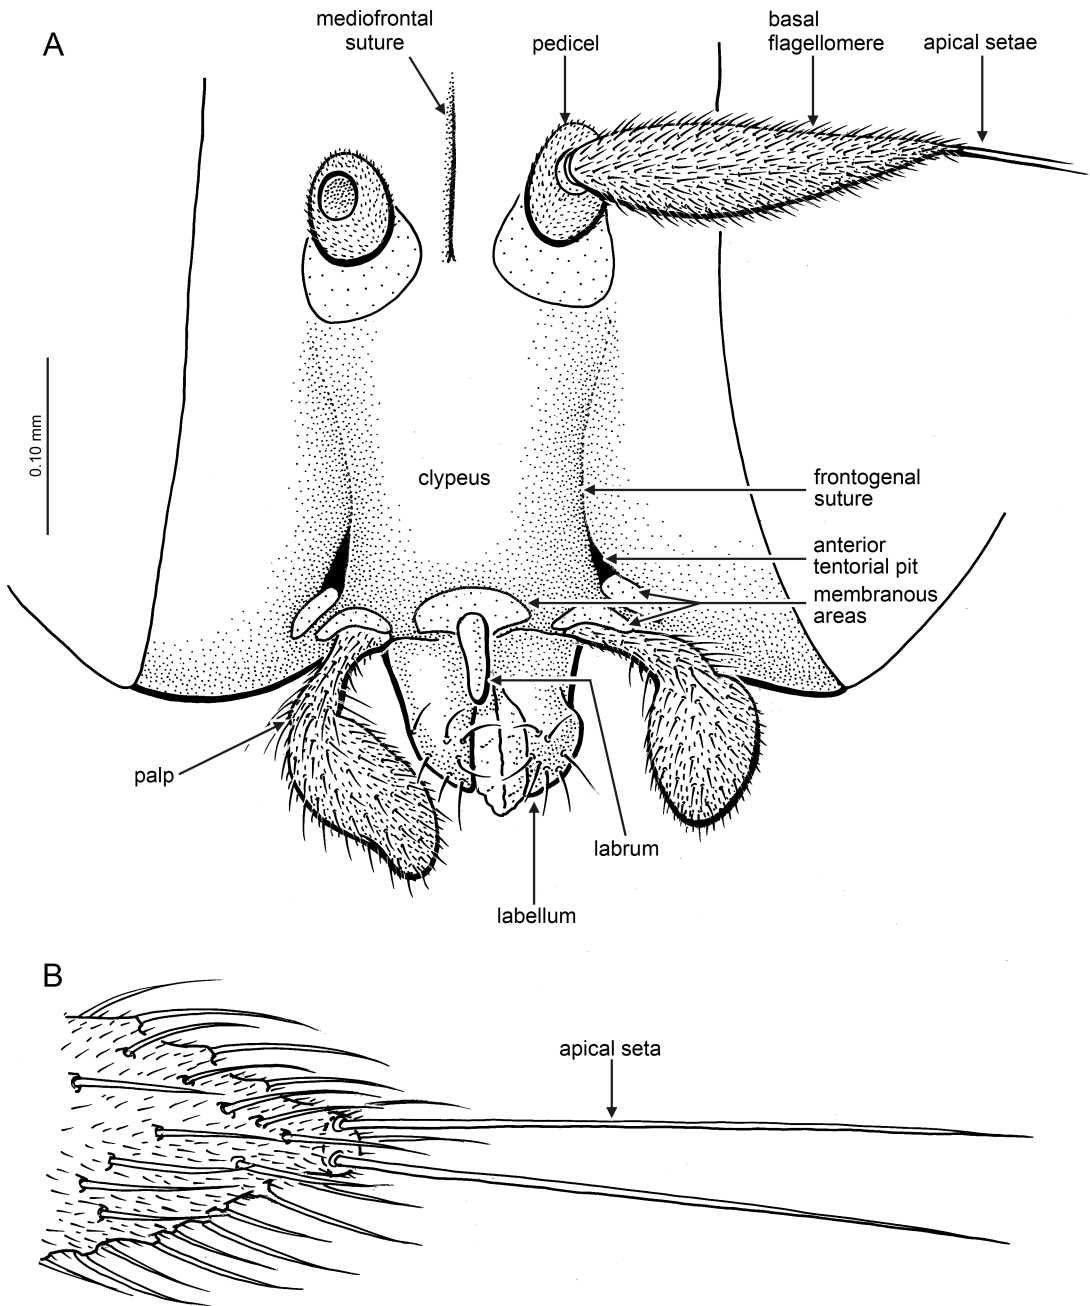 A
mediofrontal
suture
pedicel
basal
flagellomere
apical setae
0.10 mm
clypeus
frontogenal
suture
anterior
tentorial pit
membranous
areas
palp
labrum
labellum
B
apical seta